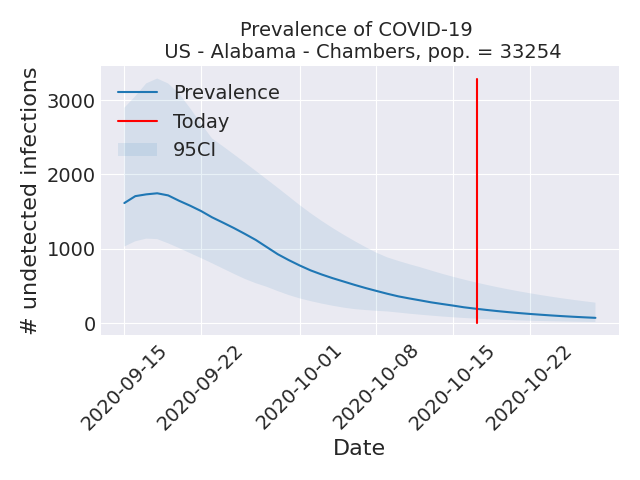 Prevalence of COVID-19
US - Alabama - Chambers, pop. = 33254
# undetected infections
3000
2000
1000
0
Prevalence
Today
95CI
2020-09-15
2020-09-22
2020-10-01
2020-10-08
2020-10-15
2020-10-22
Date